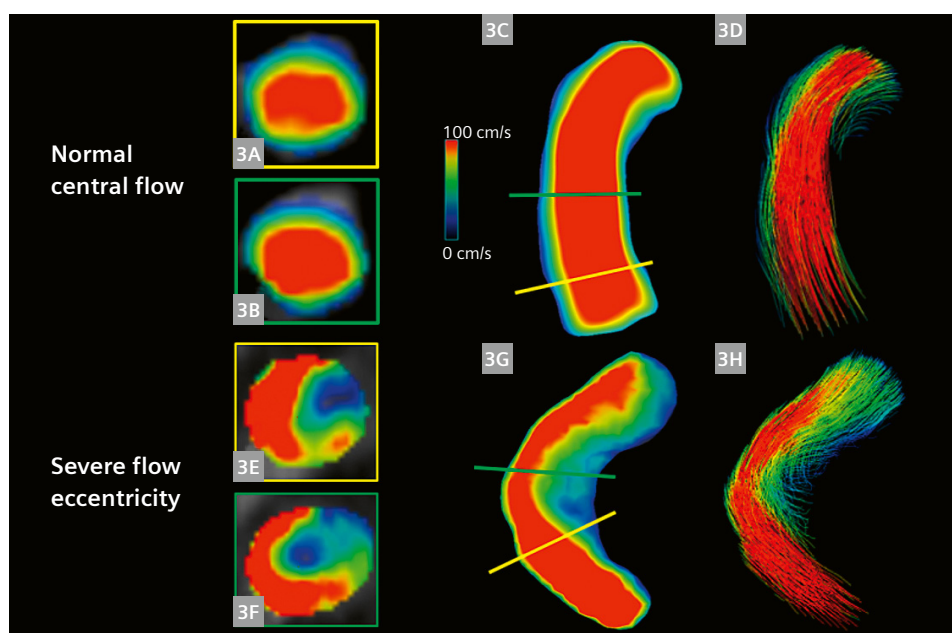 3A
3B
3C
3D
Normal
central flow
100 cm/s
0 cm/s
3E
3F
3G
3H
Severe flow
eccentricity